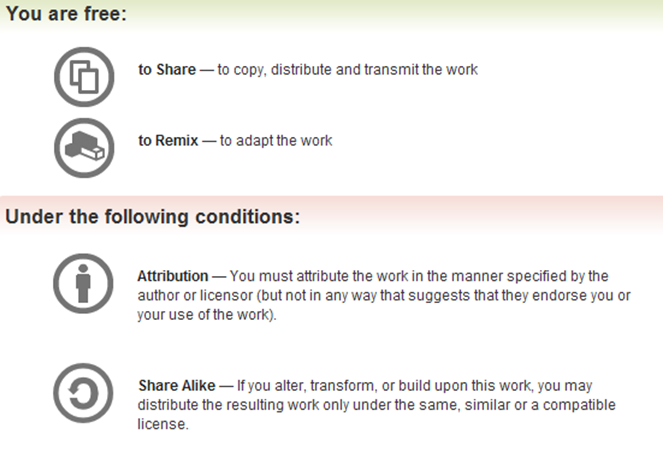 You are free:
to Share — to copy, distribute and transmit the work
to Remix — to adapt the work
Under the following conditions:
Attribution — You must attribute the work in the manner specified by the
author or licensor (but not in any way that suggests that they endorse you or
your use of the work).
Share Alike — If you alter, transform, or build upon this work, you may
distribute the resulting work only under the same, similar or a compatible
license.